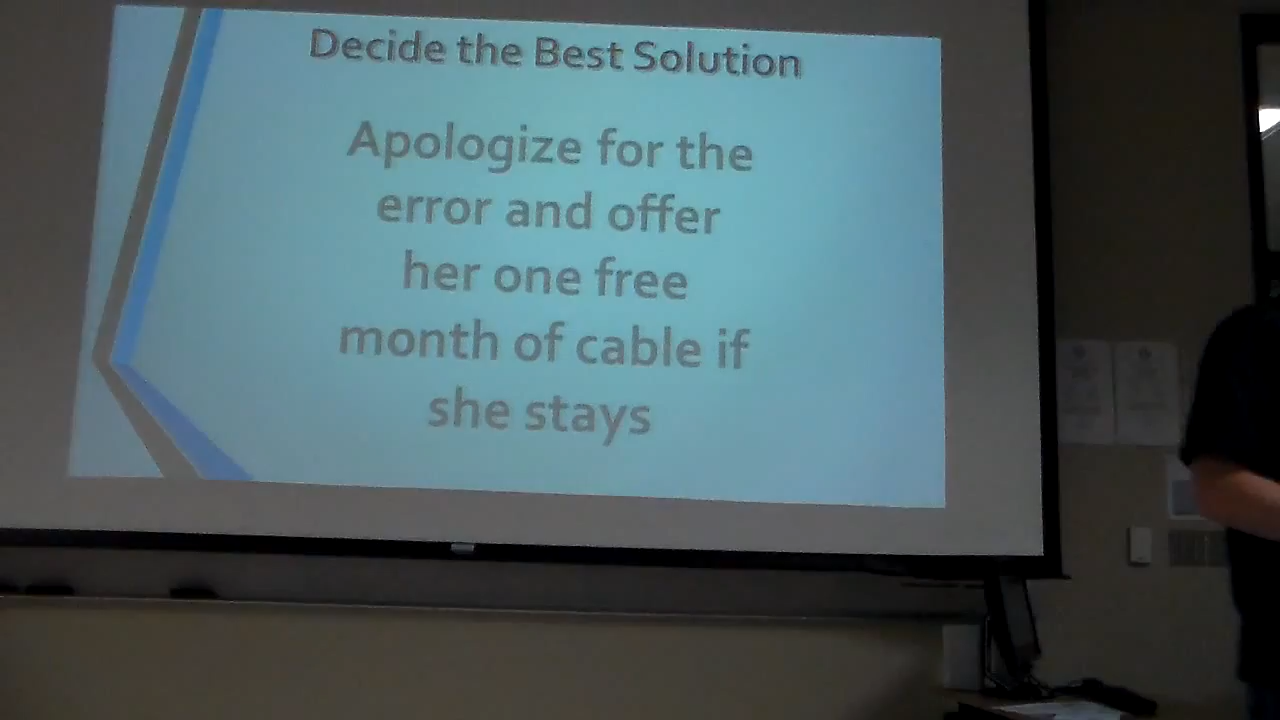 Decide the Best Solution
Apologize for the
error and offer
her one free
month of cable if
she stays